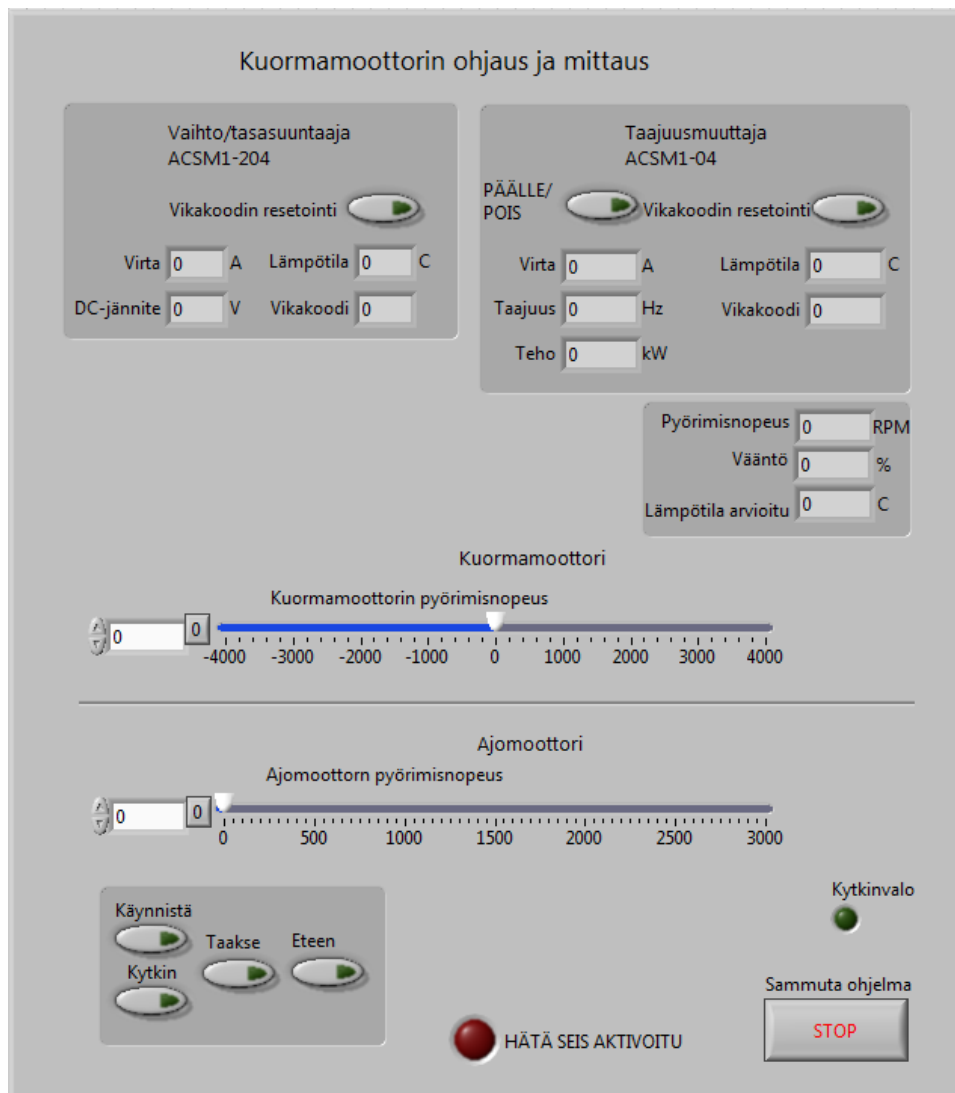 Kuormamoottorin ohjaus ja mittaus
Vaihto/tasasuuntaaja
ACSM1-204
Vikakoodin resetointi
Virta 0 A Lämpötila 0 C
DC-jännite 0 V Vikakoodi 0
Taajuusmuuttaja
ACSM1-04
PÄÄLLE/
POIS
Vikakoodin resetointi
Virta 0 A Lämpötila 0 C
Taajuus 0 Hz Vikakoodi 0
Teho 0 kW
Pyörimisnopeus 0 RPM
Vääntö 0 %
Lämpötila arvioitu 0 C
Kuormamoottori
Kuormamoottorin pyörimisnopeus
0 0
-4000 -3000 -2000 -1000 0 1000 2000 3000 4000
Ajomoottori
Ajomoottorn pyörimisnopeus
0 0
0 500 1000 1500 2000 2500 3000
Käynnistä
Taakse Eteen
Kytkin
Kytkinvalo
HÄTÄ SEIS AKTIVOITU
Sammuta ohjelma
STOP